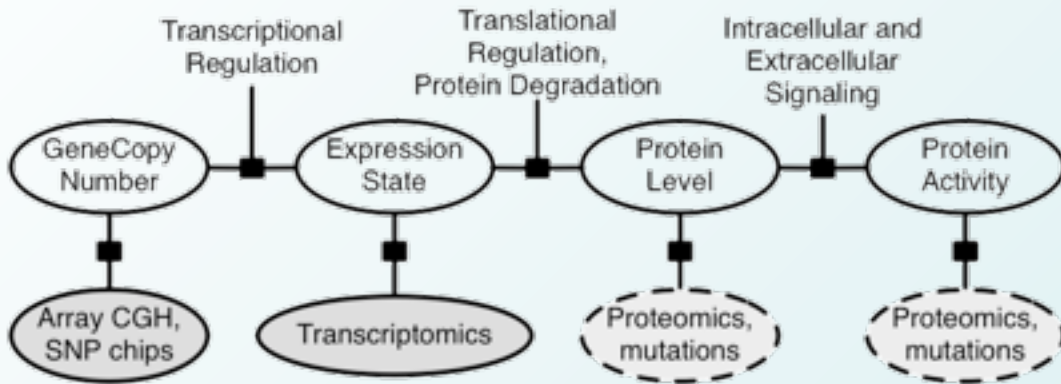 Transcriptional
Regulation
Translational
Regulation,
Protein Degradation
Intracellular and
Extracellular
Signaling
GeneCopy
Number
Expression
State
Protein
Level
Protein
Activity
Array CGH,
SNP chips
Transcriptomics
Proteomics,
mutations
Proteomics,
mutations